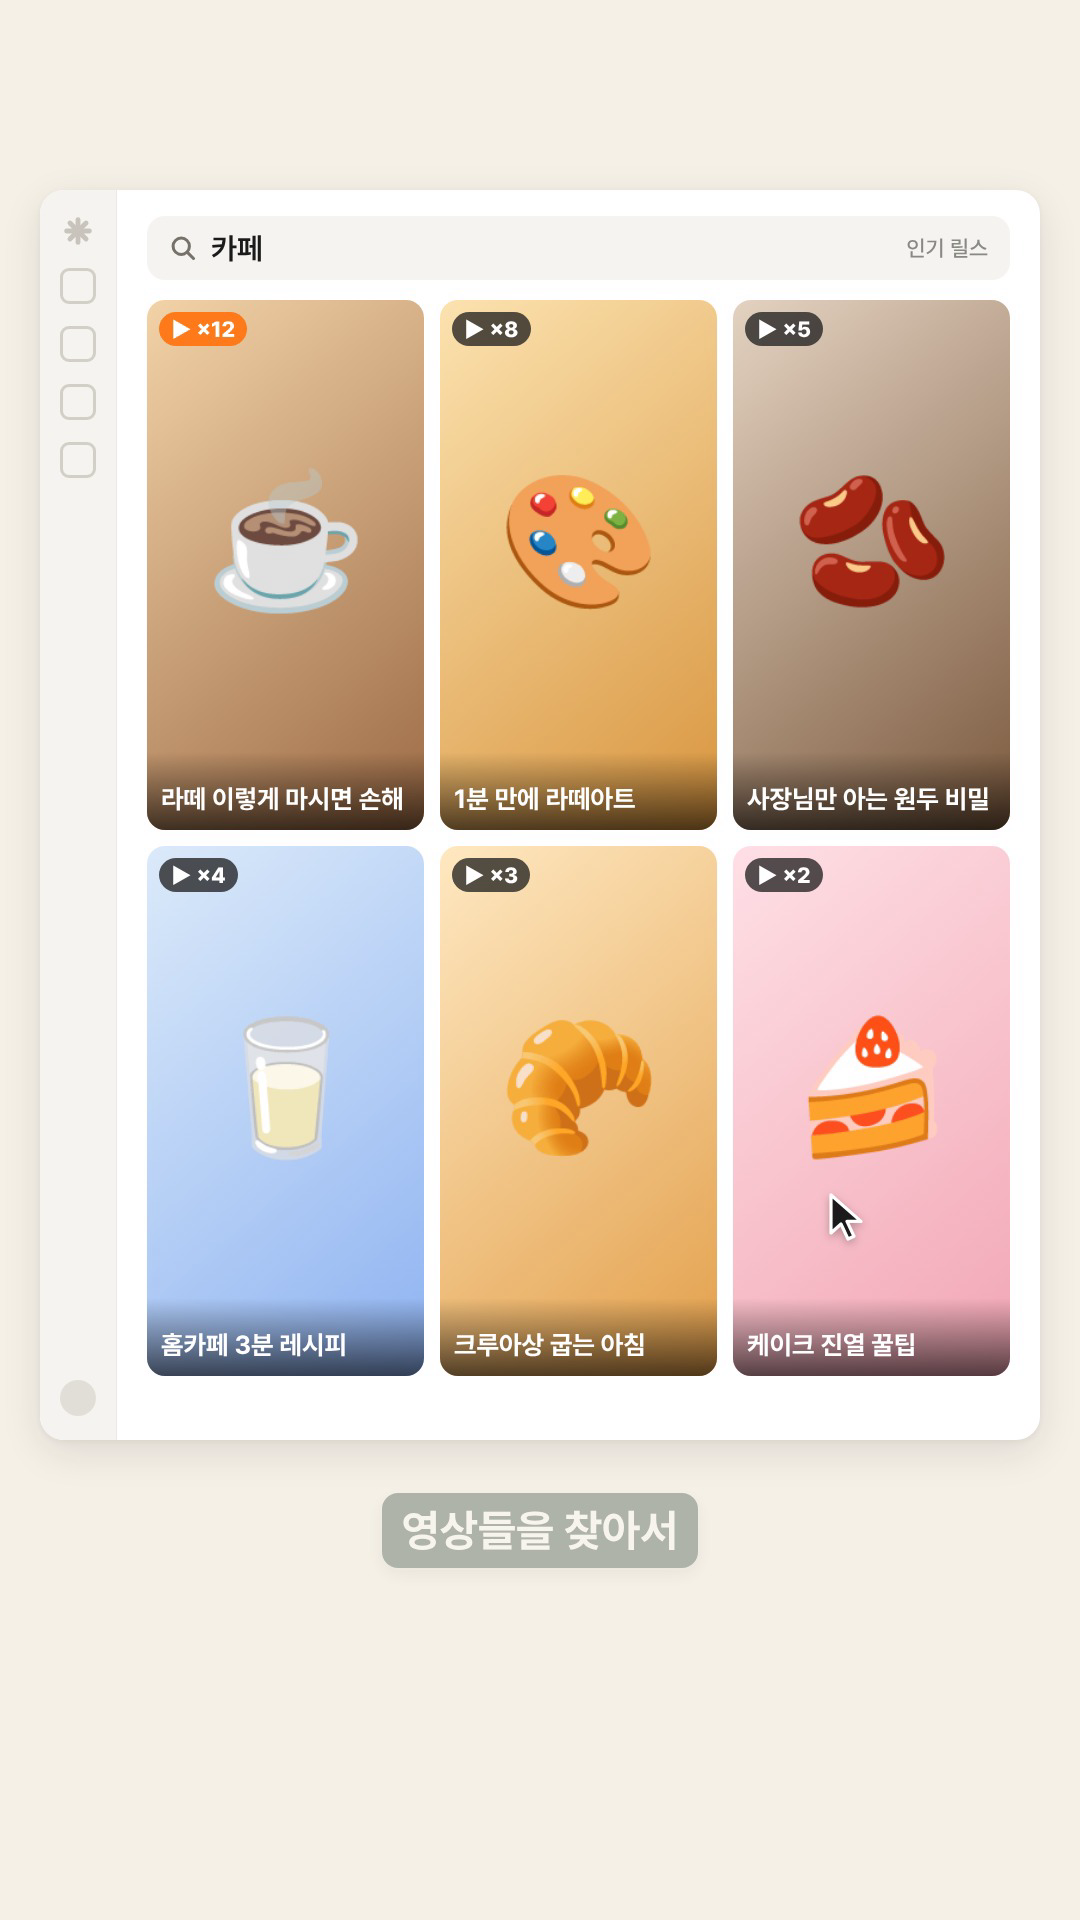 카페
인기 릴스
▶ ×12
▶ ×8
▶ ×5
라떼 이렇게 마시면 손해
1분 만에 라떼아트
사장님만 아는 원두 비밀
▶ ×4
▶ ×3
▶ ×2
홈카페 3분 레시피
크루아상 굽는 아침
케이크 진열 꿀팁
영상들을 찾아서